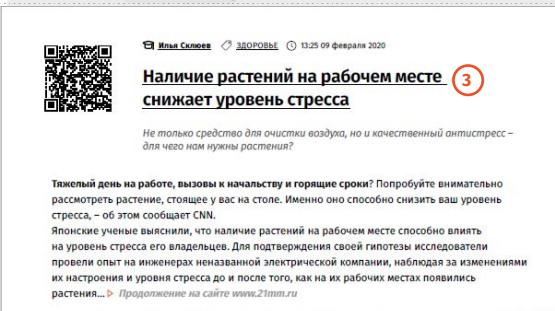 Илья Склюев ЗДОРОВЬЕ 13:25 09 февраля 2020
Наличие растений на рабочем месте 3
снижает уровень стресса
Не только средство для очистки воздуха, но и качественный антистресс –
для чего нам нужны растения?
Тяжелый день на работе, вызовы к начальству и горящие сроки? Попробуйте внимательно
рассмотреть растение, стоящее у вас на столе. Именно оно способно снизить ваш уровень
стресса, – об этом сообщает CNN.
Японские ученые выяснили, что наличие растений на рабочем месте способно влиять
на уровень стресса его владельцев. Для подтверждения своей гипотезы исследователи
провели опыт на инженерах неназванной электрической компании, наблюдая за изменениями
их настроения и уровня стресса до и после того, как на их рабочих местах появились
растения... Продолжение на сайте www.21mm.ru